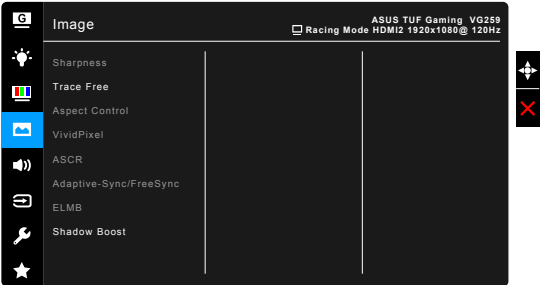 G
Image
ASUS TUF Gaming VG259
Racing Mode HDMI2 1920x1080@ 120Hz
Sharpness
Trace Free
Aspect Control
VividPixel
ASCR
Adaptive-Sync/FreeSync
ELMB
Shadow Boost